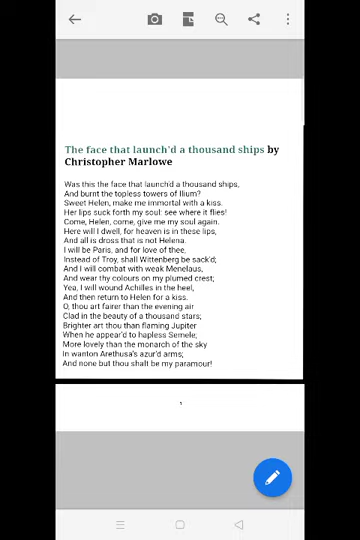 The face that launch'd a thousand ships by
Christopher Marlowe
Was this the face that launch'd a thousand ships,
And burnt the topless towers of Ilium?
Sweet Helen, make me immortal with a kiss.
Her lips suck forth my soul: see where it flies!
Come, Helen, come, give me my soul again.
Here will I dwell, for heaven is in these lips,
And all is dross that is not Helena.
I will be Paris, and for love of thee,
Instead of Troy, shall Wittenberg be sack'd;
And I will combat with weak Menelaus,
And wear thy colours on my plumed crest;
Yea, I will wound Achilles in the heel,
And then return to Helen for a kiss.
O, thou art fairer than the evening air
Clad in the beauty of a thousand stars;
Brighter art thou than flaming Jupiter
When he appear'd to hapless Semele;
More lovely than the monarch of the sky
In wanton Arethusa's azur'd arms;
And none but thou shalt be my paramour!